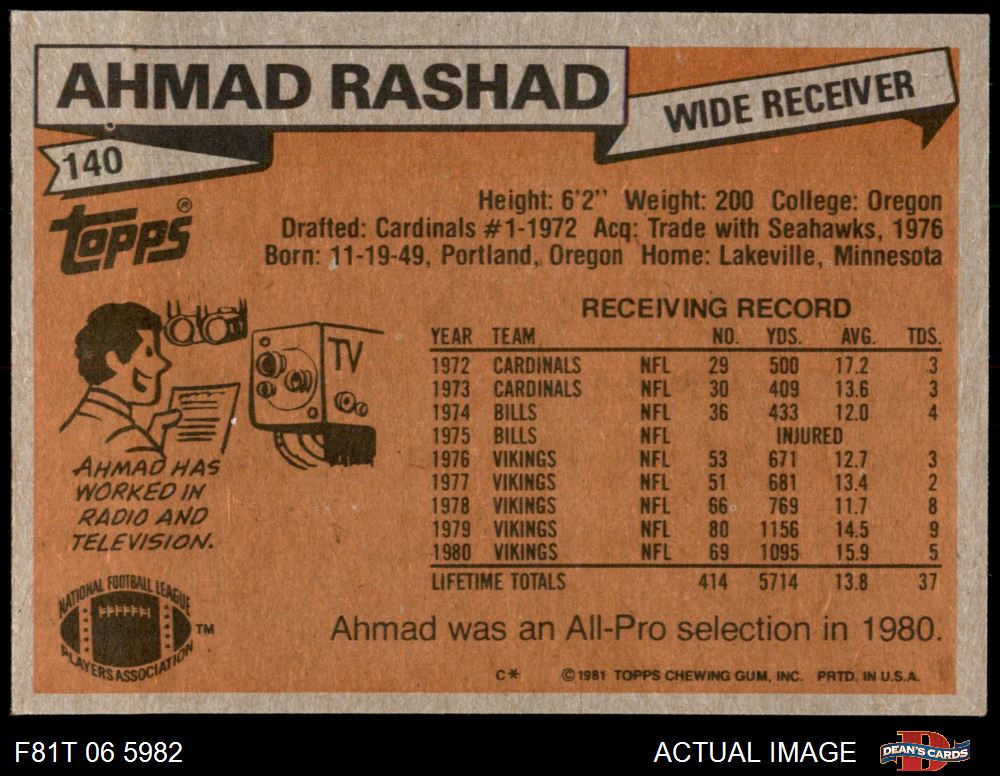 AHMAD RASHAD
WIDE RECEIVER
140
TOPPS®
Height: 6'2'' Weight: 200 College: Oregon
Drafted: Cardinals #1-1972 Acq: Trade with Seahawks, 1976
Born: 11-19-49, Portland, Oregon Home: Lakeville, Minnesota
TV
AHMAD HAS
WORKED IN
RADIO AND
TELEVISION.
RECEIVING RECORD
YEAR TEAM NO. YDS. AVG. TDS.
1972 CARDINALS NFL 29 500 17.2 3
1973 CARDINALS NFL 30 409 13.6 3
1974 BILLS NFL 36 433 12.0 4
1975 BILLS NFL INJURED
1976 VIKINGS NFL 53 671 12.7 3
1977 VIKINGS NFL 51 681 13.4 2
1978 VIKINGS NFL 66 769 11.7 8
1979 VIKINGS NFL 80 1156 14.5 9
1980 VIKINGS NFL 69 1095 15.9 5
LIFETIME TOTALS 414 5714 13.8 37
NATIONAL FOOTBALL LEAGUE
PLAYERS ASSOCIATION
TM
Ahmad was an All-Pro selection in 1980.
C* ©1981 TOPPS CHEWING GUM, INC. PRTD. IN U.S.A.
F81T 06 5982
ACTUAL IMAGE
D
DEAN'S CARDS